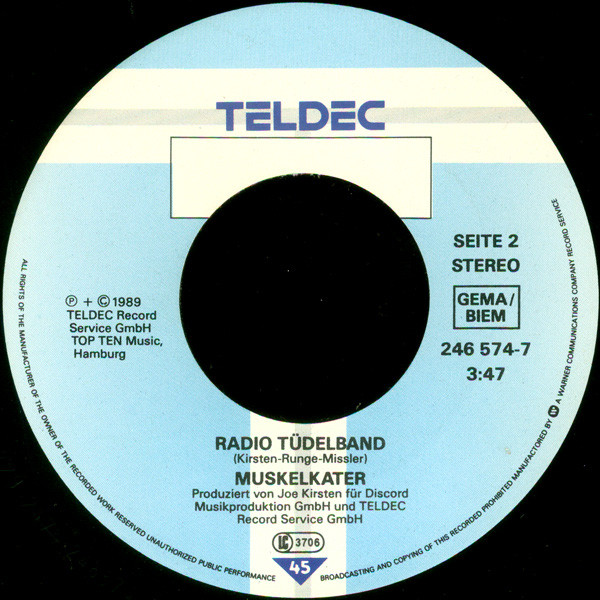 TELDEC
SEITE 2
STEREO
GEMA/
BIEM
246 574-7
3:47
℗ + © 1989
TELDEC Record
Service GmbH
TOP TEN Music,
Hamburg
RADIO TÜDELBAND
(Kirsten-Runge-Missler)
MUSKELKATER
Produziert von Joe Kirsten für Discord
Musikproduktion GmbH und TELDEC
Record Service GmbH
LC 3706
45
ALL RIGHTS OF THE MANUFACTURER OF THE OWNER OF THE RECORDED WORK RESERVED UNAUTHORIZED PUBLIC PERFORMANCE BROADCASTING AND COPYING OF THIS RECORD PROHIBITED MANUFACTURED BY W A WARNER COMMUNICATIONS COMPANY RECORD SERVICE